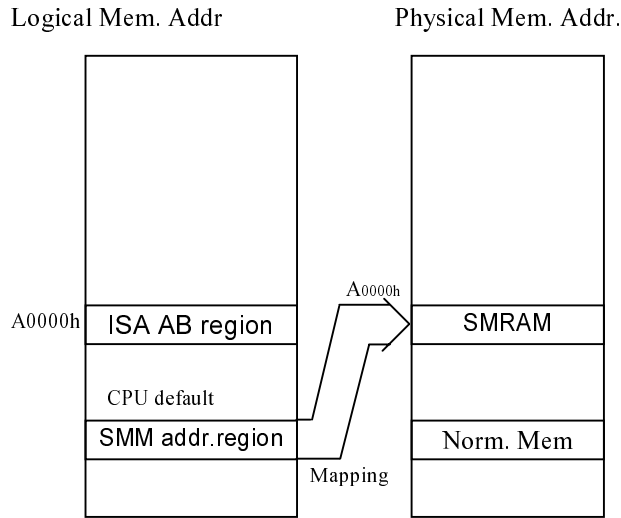 Logical Mem. Addr
Physical Mem. Addr.
A0000h
A0000h
ISA AB region
SMRAM
CPU default
SMM addr.region
Norm. Mem
Mapping